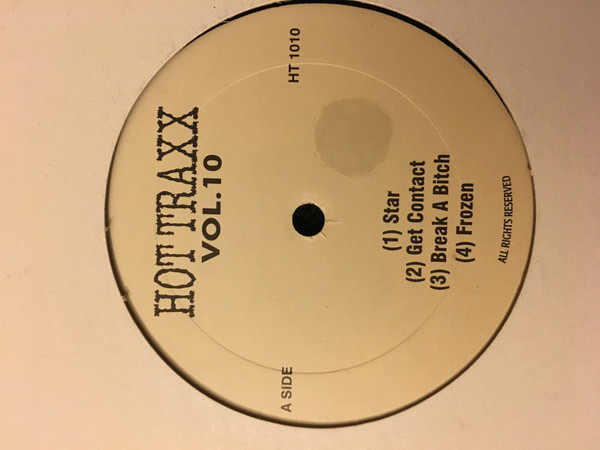 HOT TRAXX
VOL.10
A SIDE
HT 1010
(1) Star
(2) Get Contact
(3) Break A Bitch
(4) Frozen
ALL RIGHTS RESERVED